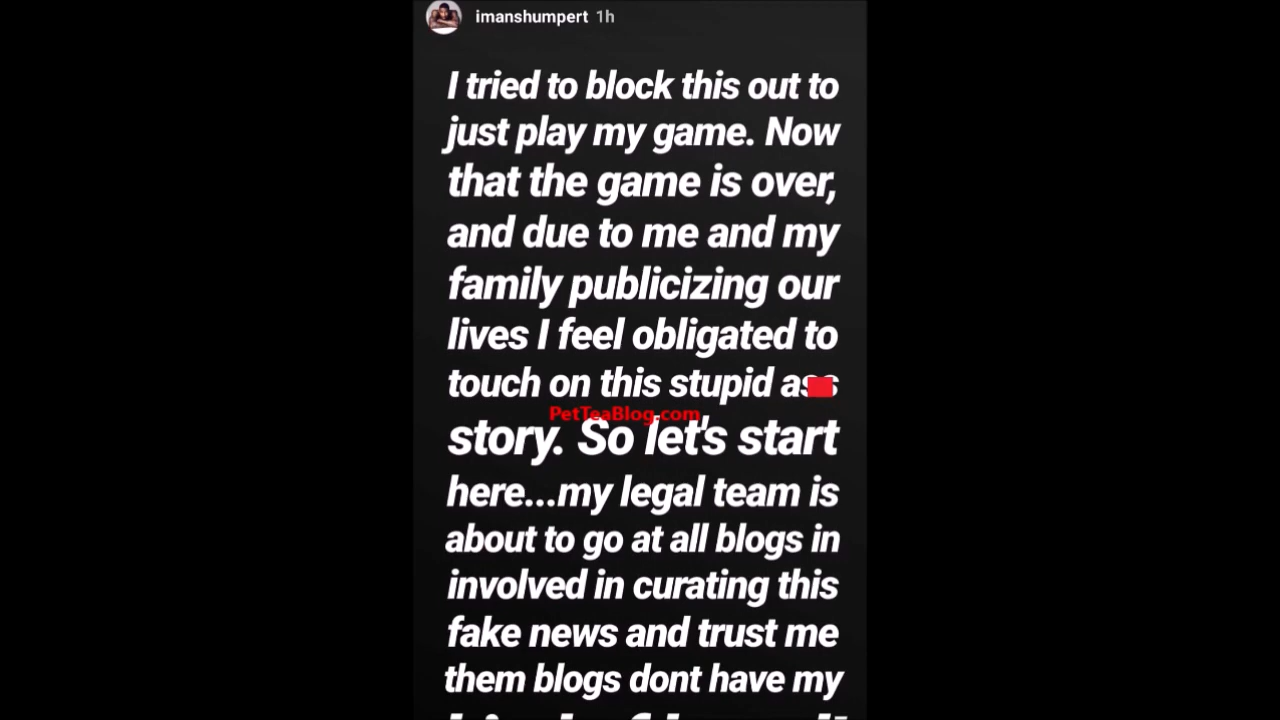 imanshumpert 1h
I tried to block this out to
just play my game. Now
that the game is over,
and due to me and my
family publicizing our
lives I feel obligated to
touch on this stupid ass
PetTeaBlog.com
story. So let's start
here...my legal team is
about to go at all blogs in
involved in curating this
fake news and trust me
them blogs dont have my